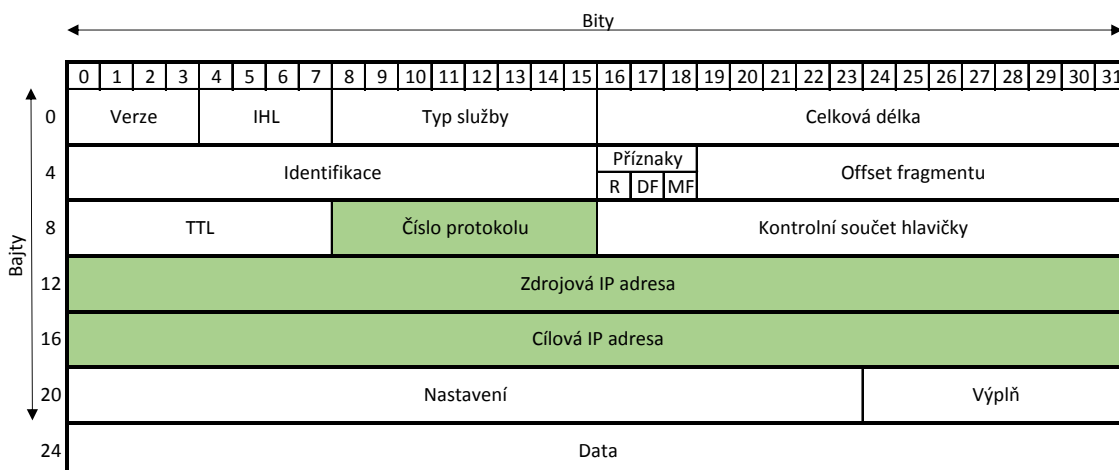 Bity
0 1 2 3 4 5 6 7 8 9 10 11 12 13 14 15 16 17 18 19 20 21 22 23 24 25 26 27 28 29 30 31
Bajty
0 Verze IHL Typ služby Celková délka
4 Identifikace Příznaky Offset fragmentu
R DF MF
8 TTL Číslo protokolu Kontrolní součet hlavičky
12 Zdrojová IP adresa
16 Cílová IP adresa
20 Nastavení Výplň
24 Data